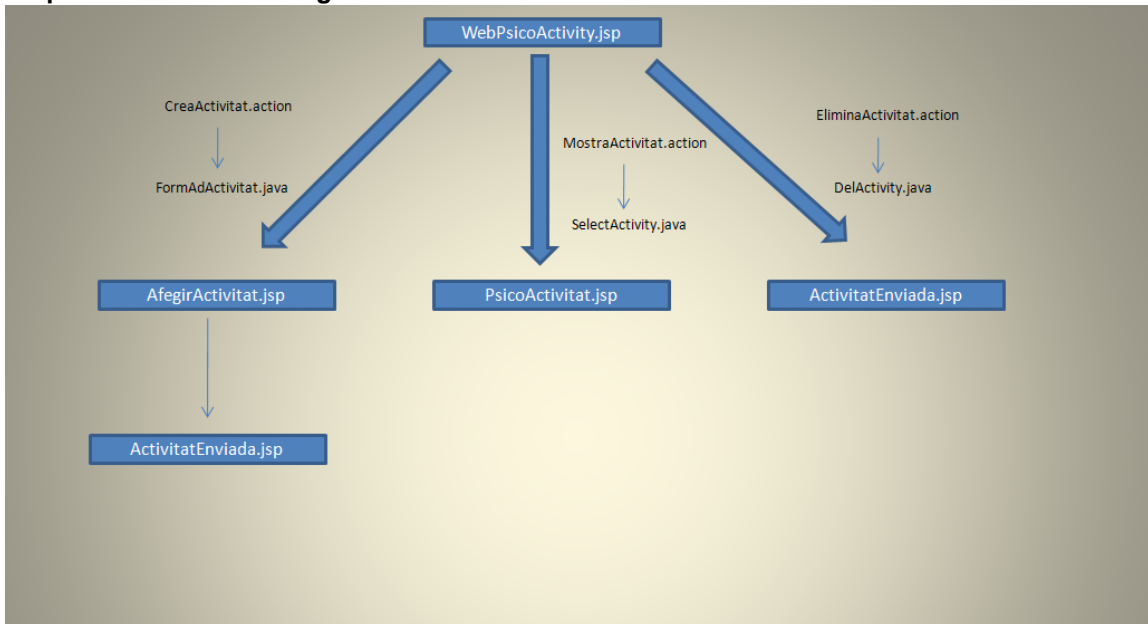 WebPsicoActivity.jsp
CreaActivitat.action
EliminaActivitat.action
MostraActivitat.action
FormAdActivitat.java
DelActivity.java
SelectActivity.java
AfegirActivitat.jsp
PsicoActivitat.jsp
ActivitatEnviada.jsp
ActivitatEnviada.jsp